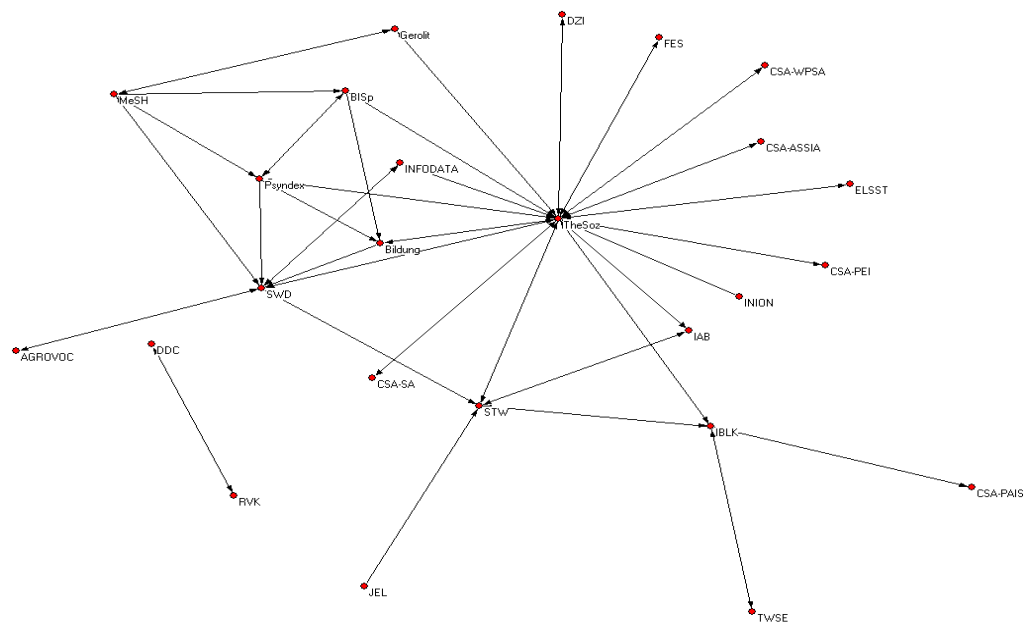 DZI
Gerolit
FES
CSA-WPSA
MeSH
BISp
CSA-ASSIA
INFODATA
Psyndex
ELSST
TheSoz
Bildung
CSA-PEI
SWD
INION
IAB
AGROVOC
DDC
CSA-SA
STW
IBLK
CSA-PAIS
RVK
JEL
TWSE